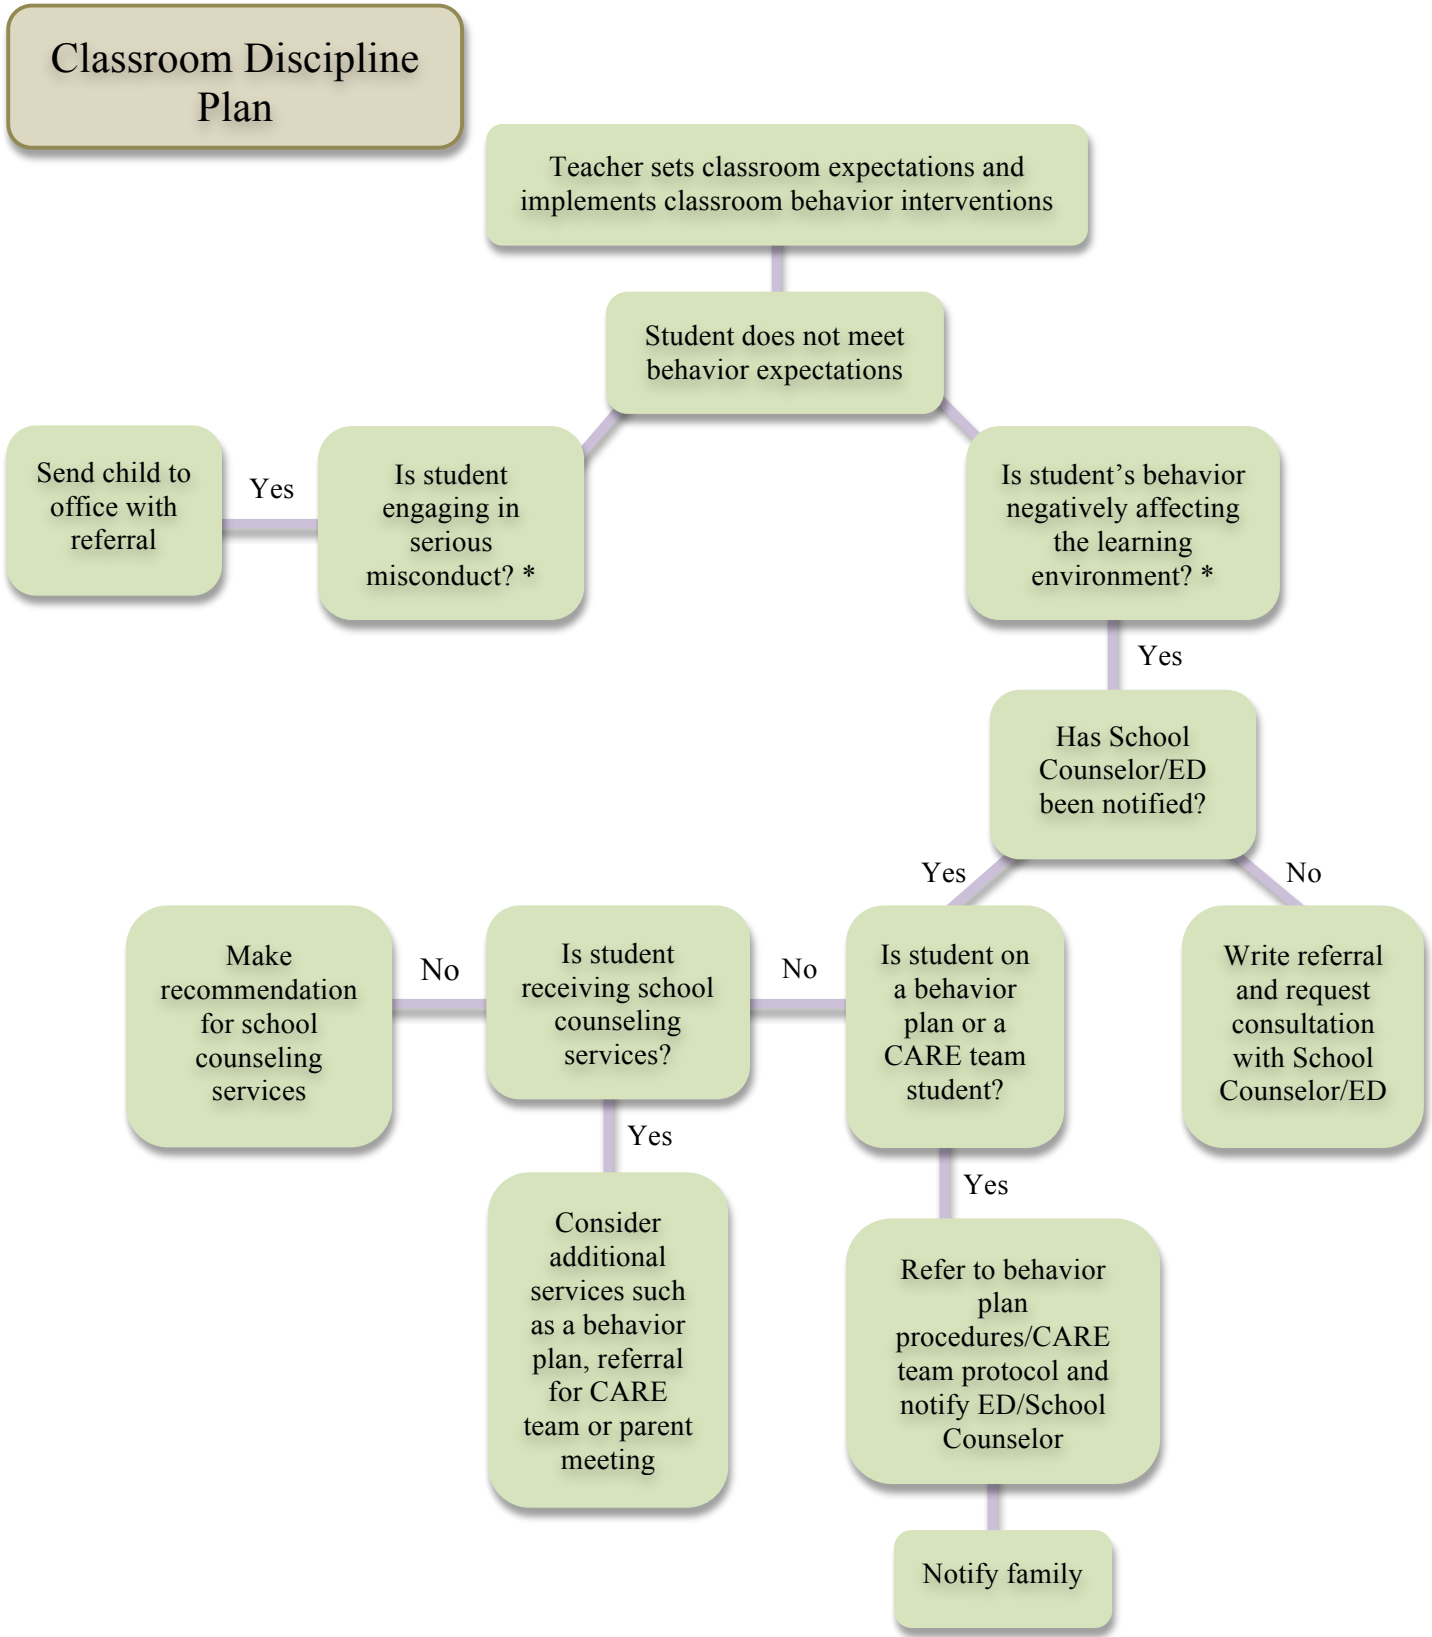 Classroom Discipline
Plan
Teacher sets classroom expectations and
implements classroom behavior interventions
Student does not meet
behavior expectations
Send child to
office with
referral
Yes
Is student
engaging in
serious
misconduct? *
Is student’s behavior
negatively affecting
the learning
environment? *
Yes
Has School
Counselor/ED
been notified?
Yes
No
Make
recommendation
for school
counseling
services
No
Is student
receiving school
counseling
services?
No
Is student on
a behavior
plan or a
CARE team
student?
Write referral
and request
consultation
with School
Counselor/ED
Yes
Yes
Consider
additional
services such
as a behavior
plan, referral
for CARE
team or parent
meeting
Refer to behavior
plan
procedures/CARE
team protocol and
notify ED/School
Counselor
Notify family